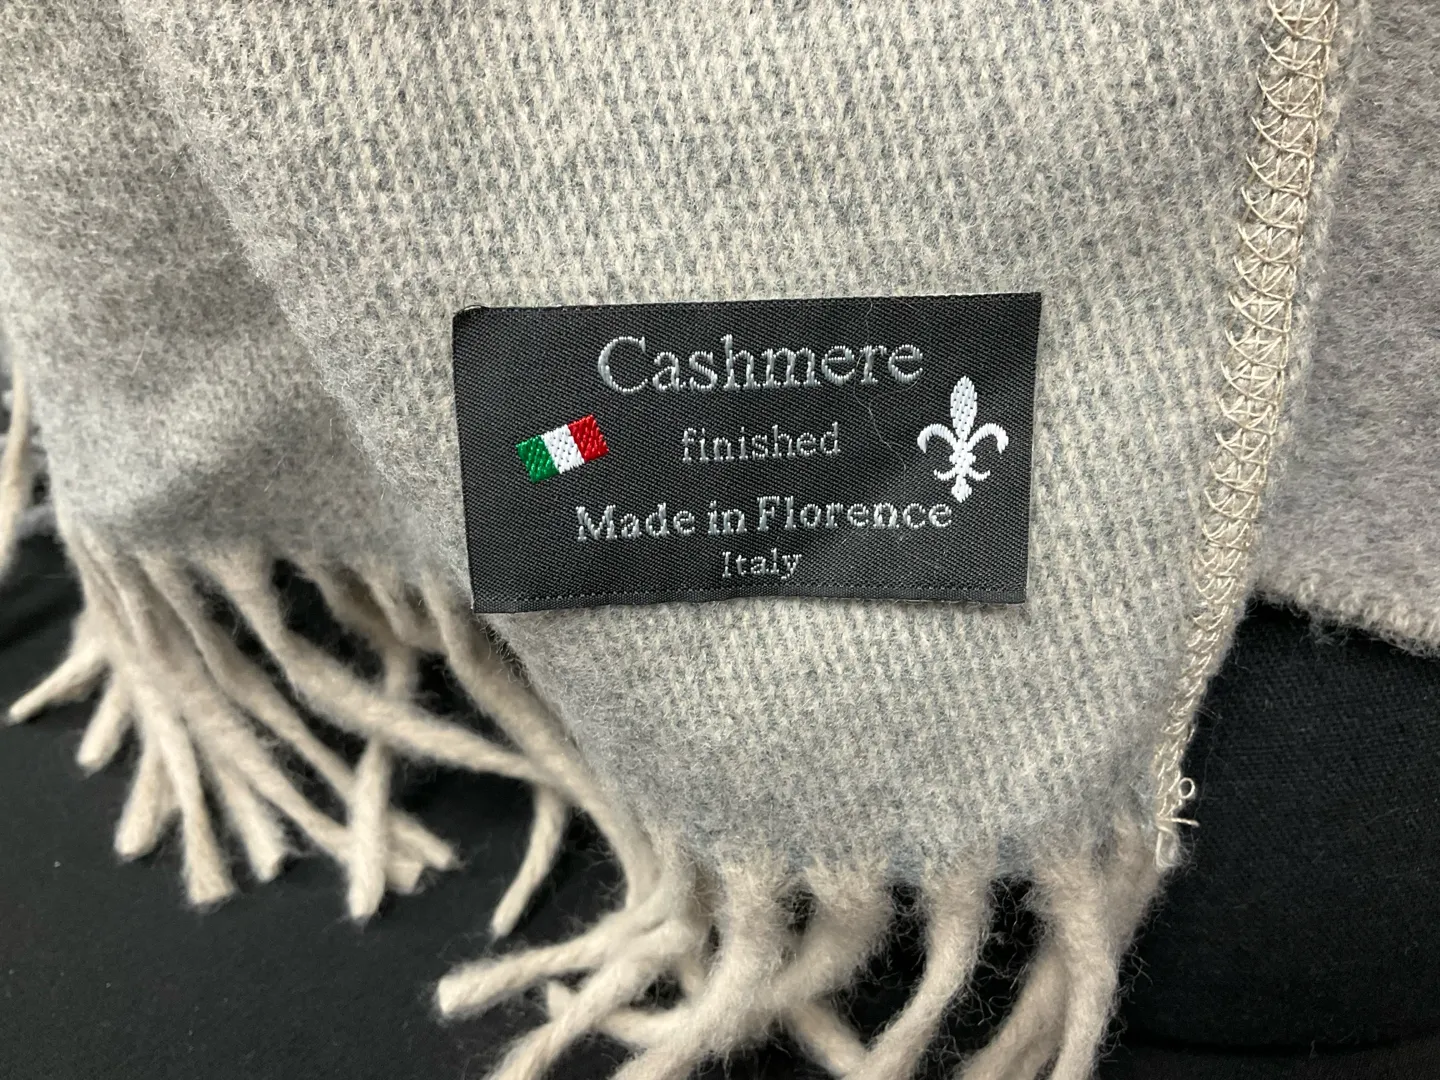 Cashmere
finished
Made in Florence
Italy